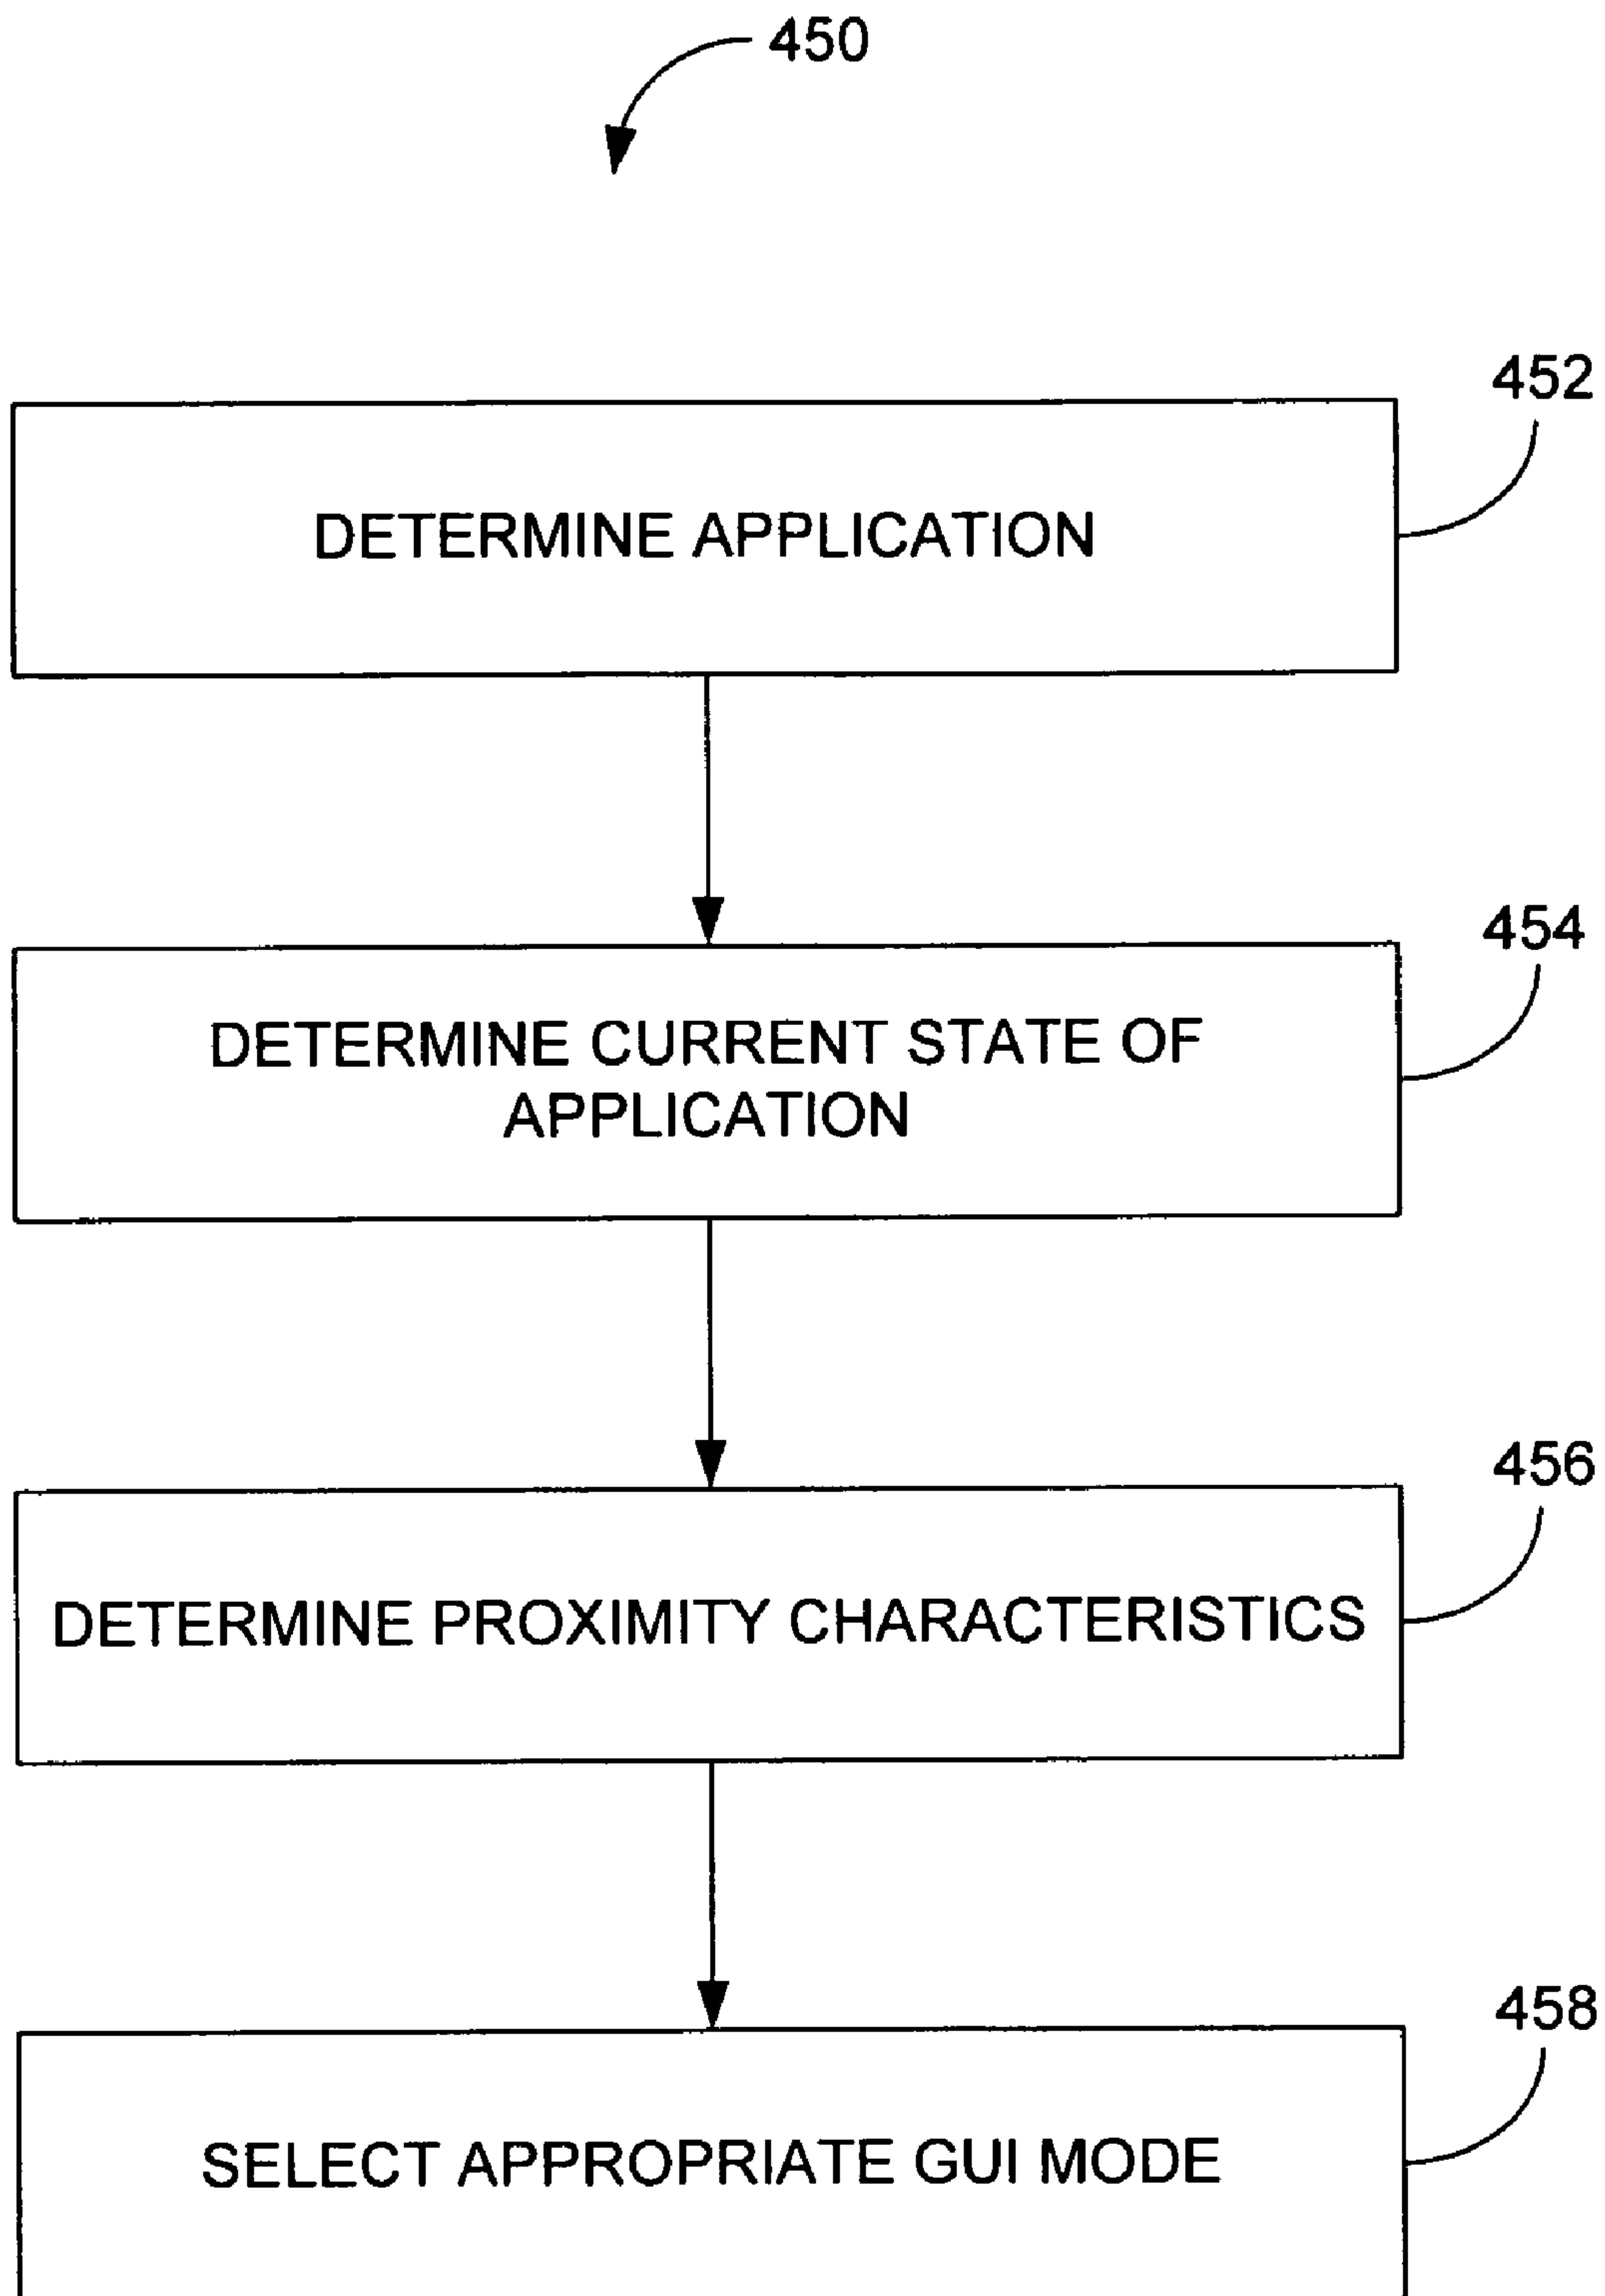 450
452
DETERMINE APPLICATION
454
DETERMINE CURRENT STATE OF
APPLICATION
456
DETERMINE PROXIMITY CHARACTERISTICS
458
SELECT APPROPRIATE GUI MODE